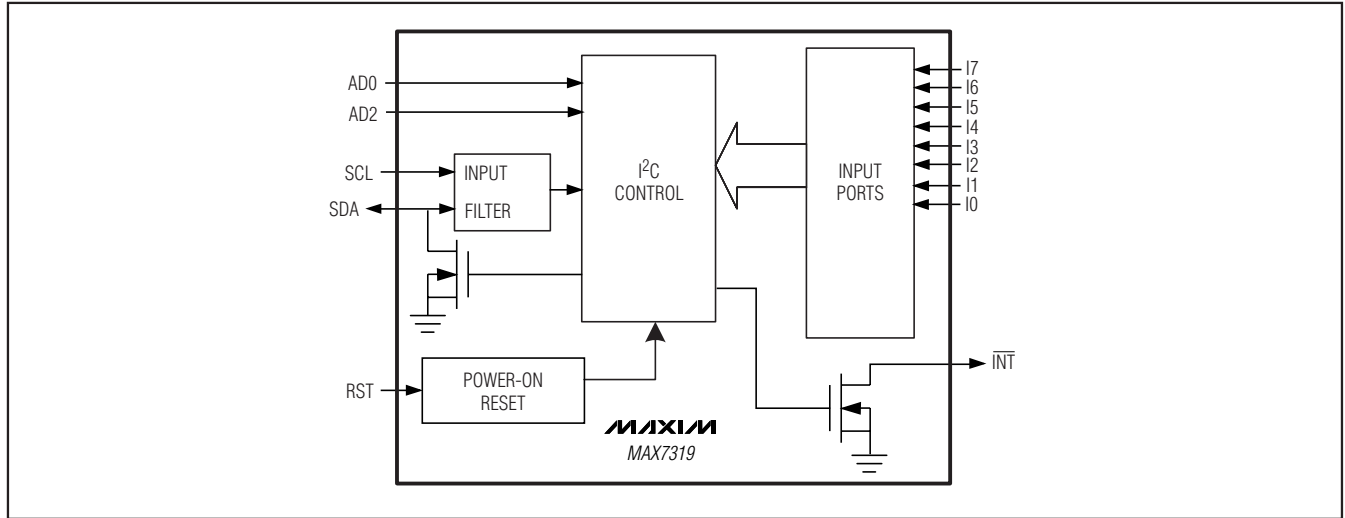 AD0
AD2
SCL
SDA
RST
INPUT
FILTER
I²C
CONTROL
POWER-ON
RESET
INPUT
PORTS
I7
I6
I5
I4
I3
I2
I1
I0
INT
MAXIM
MAX7319